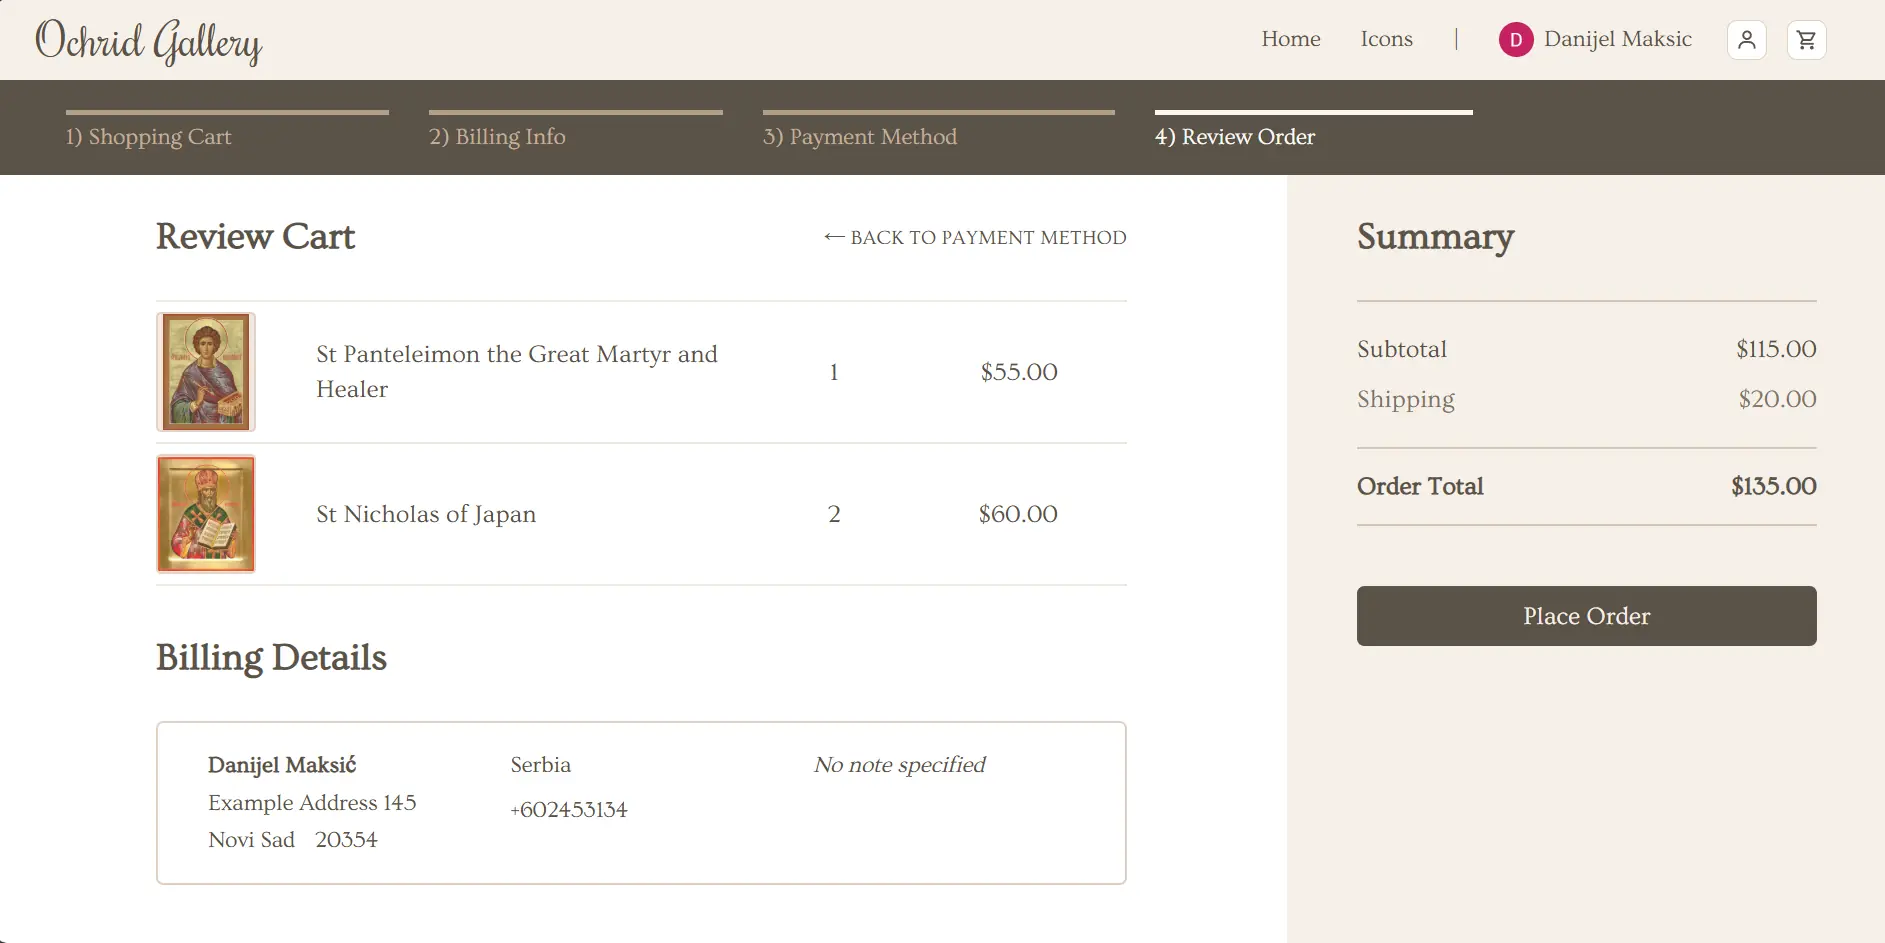 Ochrid Gallery
Home Icons | D Danijel Maksic
1) Shopping Cart
2) Billing Info
3) Payment Method
4) Review Order
Review Cart
← BACK TO PAYMENT METHOD
St Panteleimon the Great Martyr and
Healer
1
$55.00
St Nicholas of Japan
2
$60.00
Billing Details
Danijel Maksić
Example Address 145
Novi Sad 20354
Serbia
+602453134
No note specified
Summary
Subtotal $115.00
Shipping $20.00
Order Total $135.00
Place Order